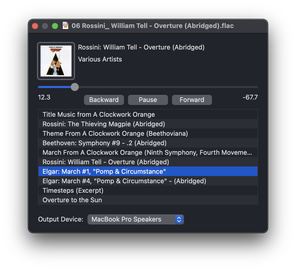 06 Rossini_ William Tell - Overture (Abridged).flac
Rossini: William Tell - Overture (Abridged)
Various Artists
12.3
Backward
Pause
Forward
-67.7
Title Music from A Clockwork Orange
Rossini: The Thieving Magpie (Abridged)
Theme From A Clockwork Orange (Beethoviana)
Beethoven: Symphony #9 - .2 (Abridged)
March From A Clockwork Orange (Ninth Symphony, Fourth Moveme...
Rossini: William Tell - Overture (Abridged)
Elgar: March #1, "Pomp & Circumstance"
Elgar: March #4, "Pomp & Circumstance" - (Abridged)
Timesteps (Excerpt)
Overture to the Sun
Output Device:
MacBook Pro Speakers